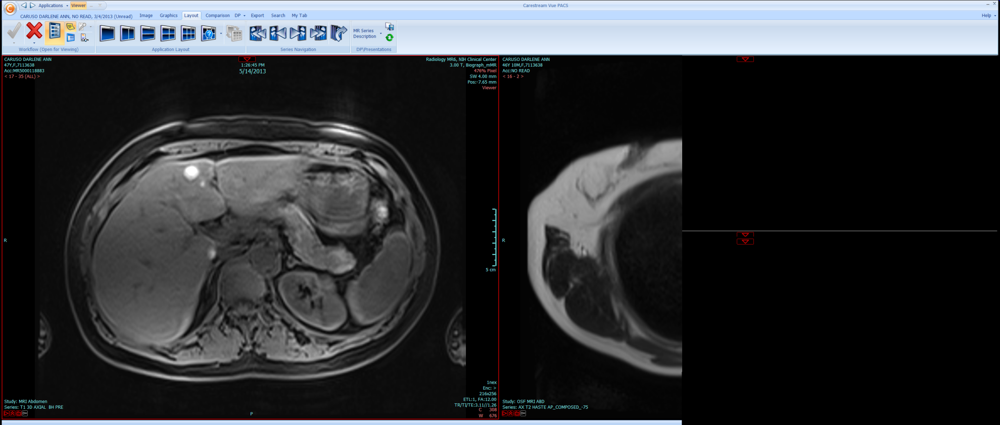 Applications
Viewer
Carestream Vue PACS
CARUSO DARLENE ANN, NO READ, 3/4/2013 (Unread)
Image
Graphics
Layout
Comparison
DP
Export
Search
My Tab
Help
MR Series
Description
Workflow (Open for Viewing)
Application Layout
Series Navigation
DP\Presentations
CARUSO DARLENE ANN
47Y,F,7113638
Acc:MR5000118883
< 17 - 35 (ALL) >
1:26:45 PM
5/14/2013
Radiology MR6, NIH Clinical Center
3.00 T, Biograph_mMR
476% Pixel
SW 4.00 mm
Pos:-7.65 mm
Viewer
R
5 cm
1nex
Enc: >
216x256
ETL:1, FA:12.00
TR/TI/TE:3.11//1.26
C 308
W 676
Study: MRI Abdomen
Series: T1 3D AXIAL BH PRE
P
CARUSO DARLENE ANN
46Y 10M,F,7113638
Acc:NO READ
< 16 - 2 >
R
Study: OSF MRI ABD
Series: AX T2 HASTE AP_COMPOSED_-75